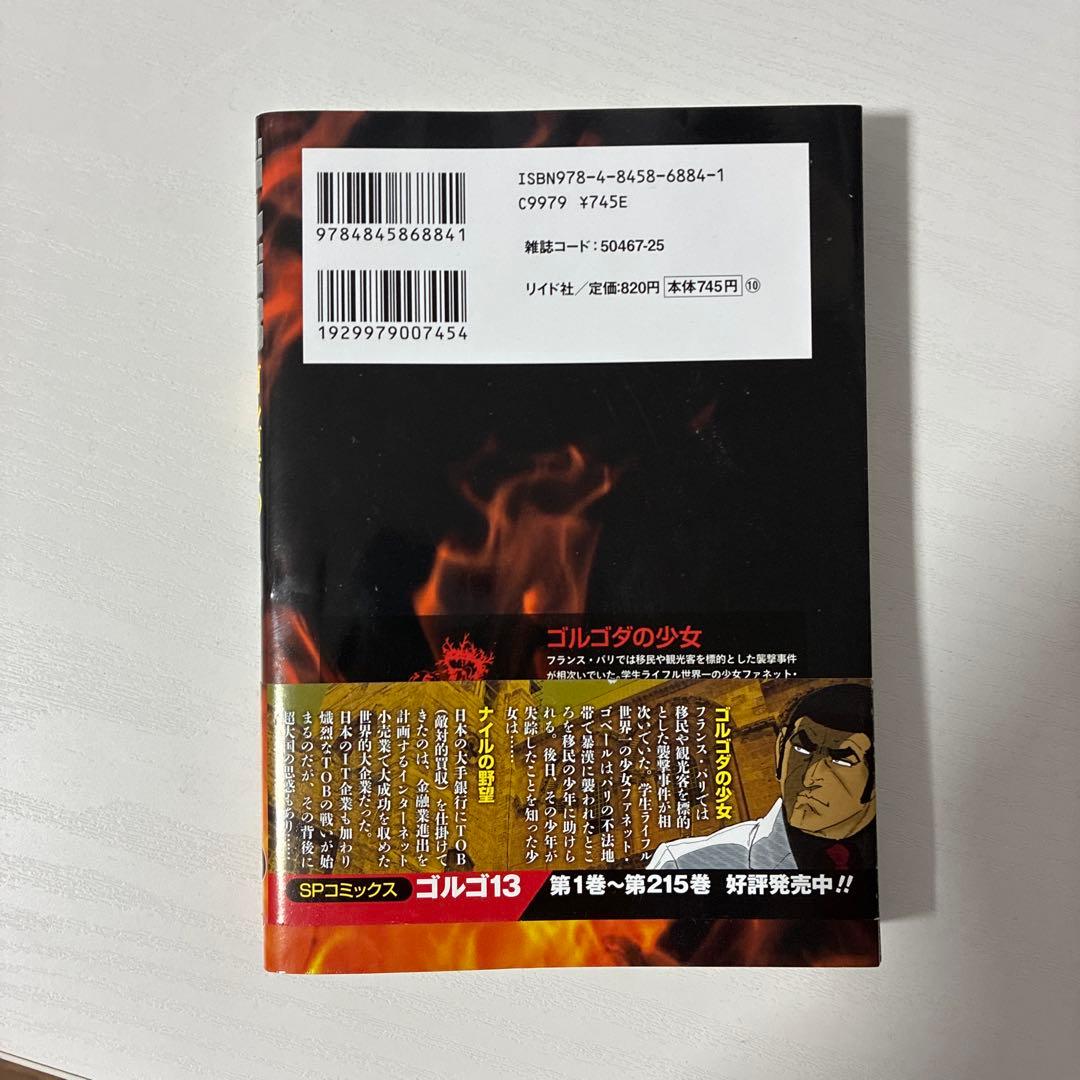 ISBN978-4-8458-6884-1
C9979 ¥745E
9784845868841
雑誌コード：50467-25
リイド社／定価：820円 本体745円 ⑩
1929979007454
ゴルゴダの少女
フランス・パリでは移民や観光客を標的とした襲撃事件
が相次いでいた。学生ライフル世界一の少女ファネット・
ゴルゴダの少女
フランス・パリでは
移民や観光客を標的
とした襲撃事件が相
次いでいた。学生ライフル
世界一の少女ファネット・
ゴベールはパリの不法地
帯で暴漢に襲われたとこ
ろを移民の少年に助けら
れる。後日、その少年が
失踪したことを知った少
女は……
ナイルの野望
日本の大手銀行にTOB
（敵対的買収）を仕掛けて
きたのは、金融業進出を
計画するインターネット
小売業で大成功を収めた
世界的大企業だった。
日本のIT企業も加わり
熾烈なTOBの戦いが始
まるのだが、その背後に
超大国の思惑もあり……
SPコミックス ゴルゴ13 第1巻〜第215巻 好評発売中!!